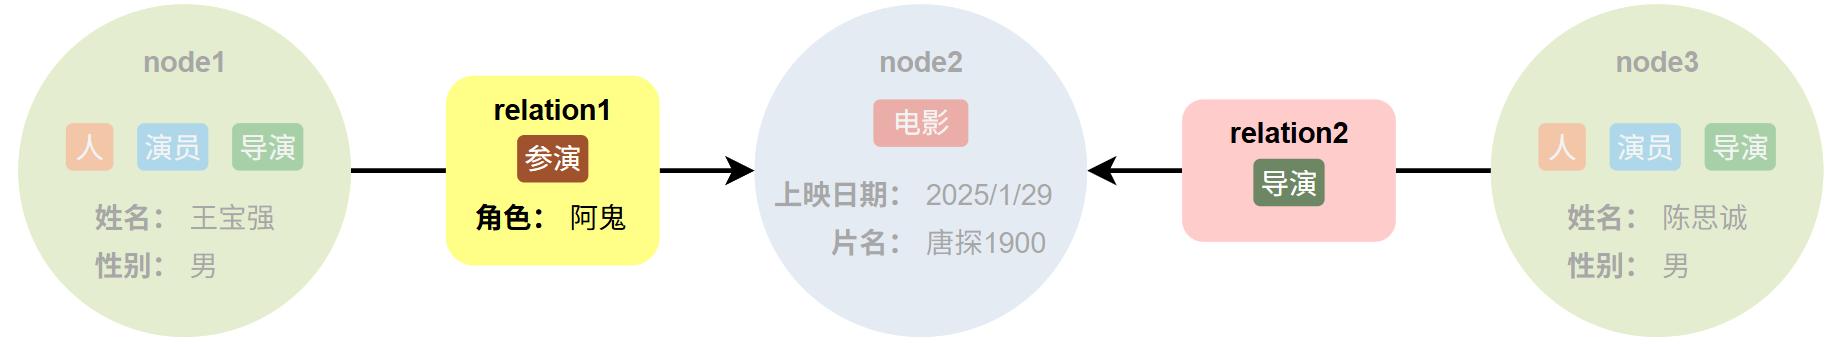 node1
人 演员 导演
姓名： 王宝强
性别： 男
relation1
参演
角色： 阿鬼
node2
电影
上映日期： 2025/1/29
片名： 唐探1900
relation2
导演
node3
人 演员 导演
姓名： 陈思诚
性别： 男